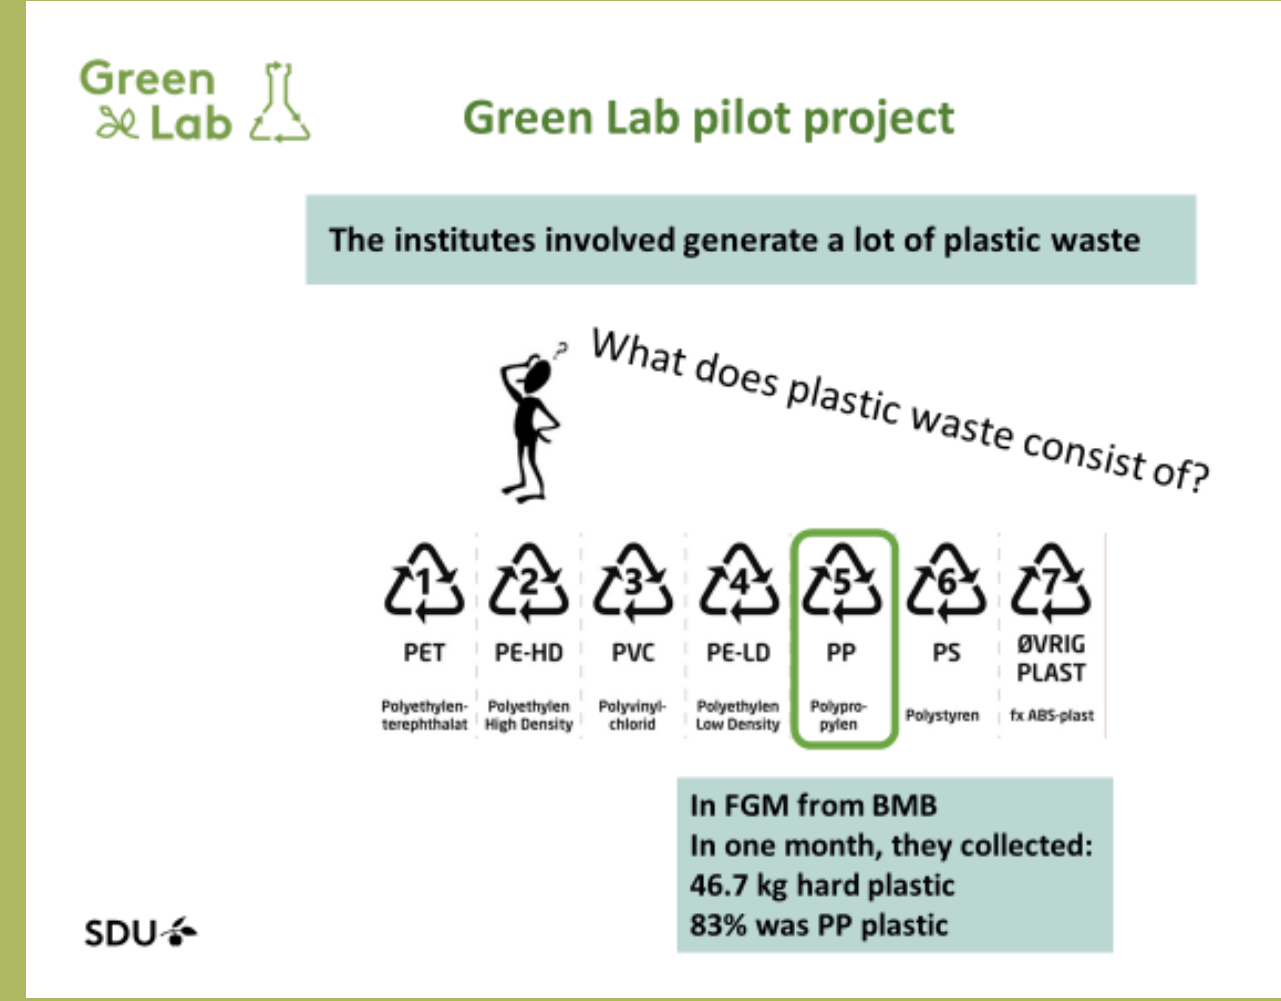 Green
Lab
Green Lab pilot project
The institutes involved generate a lot of plastic waste
?
What does plastic waste consist of?
1 2 3 4 5 6 7
PET PE-HD PVC PE-LD PP PS ØVRIG PLAST
Polyethylen-terephthalat Polyethylen High Density Polyvinyl-chlorid Polyethylen Low Density Polypro-pylen Polystyren fx ABS-plast
In FGM from BMB
In one month, they collected:
46.7 kg hard plastic
83% was PP plastic
SDU